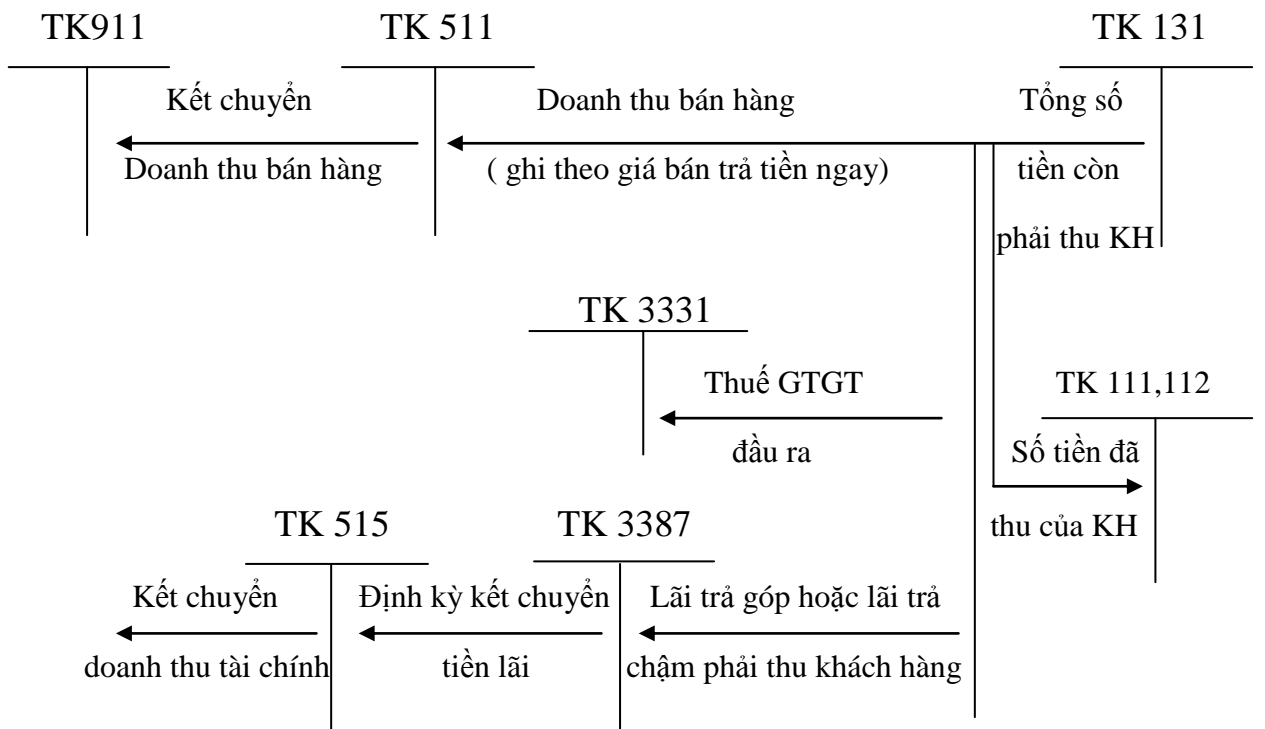 TK911
TK 511
TK 131
Kết chuyển
Doanh thu bán hàng
Tổng số
Doanh thu bán hàng
( ghi theo giá bán trả tiền ngay)
tiền còn
phải thu KH
TK 3331
Thuế GTGT
TK 111,112
đầu ra
Số tiền đã
TK 515
TK 3387
thu của KH
Kết chuyển
Định kỳ kết chuyển
Lãi trả góp hoặc lãi trả
doanh thu tài chính
tiền lãi
chậm phải thu khách hàng